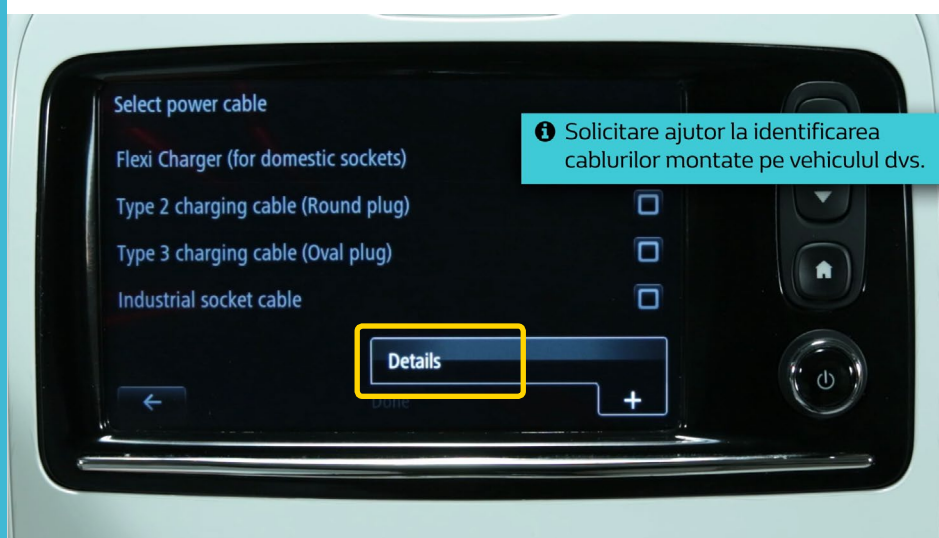 Select power cable
Solicitare ajutor la identificarea
cablurilor montate pe vehiculul dvs.
Flexi Charger (for domestic sockets)
Type 2 charging cable (Round plug)
Type 3 charging cable (Oval plug)
Industrial socket cable
Details
Done